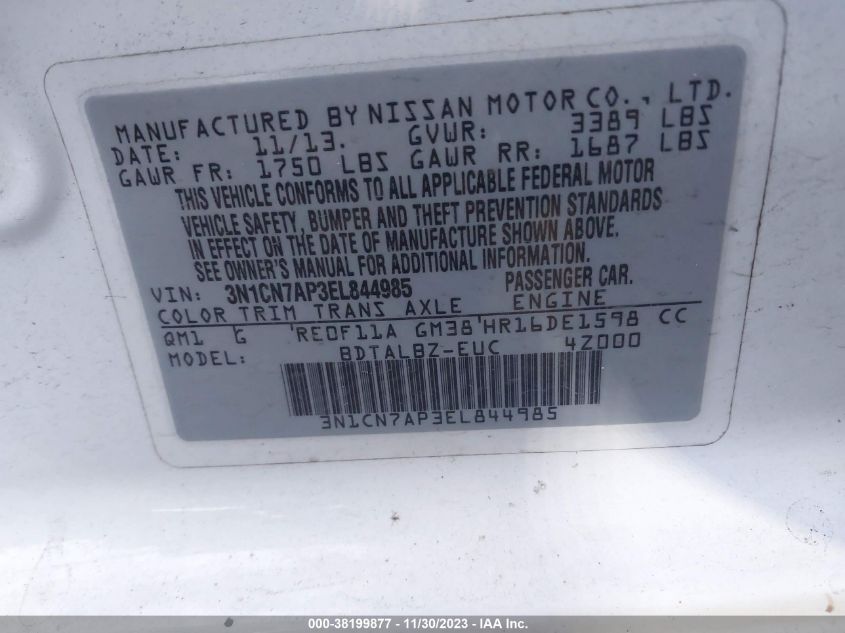 MANUFACTURED BY NISSAN MOTOR CO., LTD.
DATE: 11/13. GVWR: 3389 LBS
GAWR FR: 1750 LBS GAWR RR: 1687 LBS
THIS VEHICLE CONFORMS TO ALL APPLICABLE FEDERAL MOTOR
VEHICLE SAFETY, BUMPER AND THEFT PREVENTION STANDARDS
IN EFFECT ON THE DATE OF MANUFACTURE SHOWN ABOVE.
SEE OWNER'S MANUAL FOR ADDITIONAL INFORMATION.
VIN: 3N1CN7AP3EL844985 PASSENGER CAR.
COLOR TRIM TRANS AXLE ENGINE
QM1 G 'RE0F11A GM38'HR16DE1598 CC
MODEL: BDTALBZ-EUC 4Z000
3N1CN7AP3EL844985
000-38199877 - 11/30/2023 - IAA Inc.